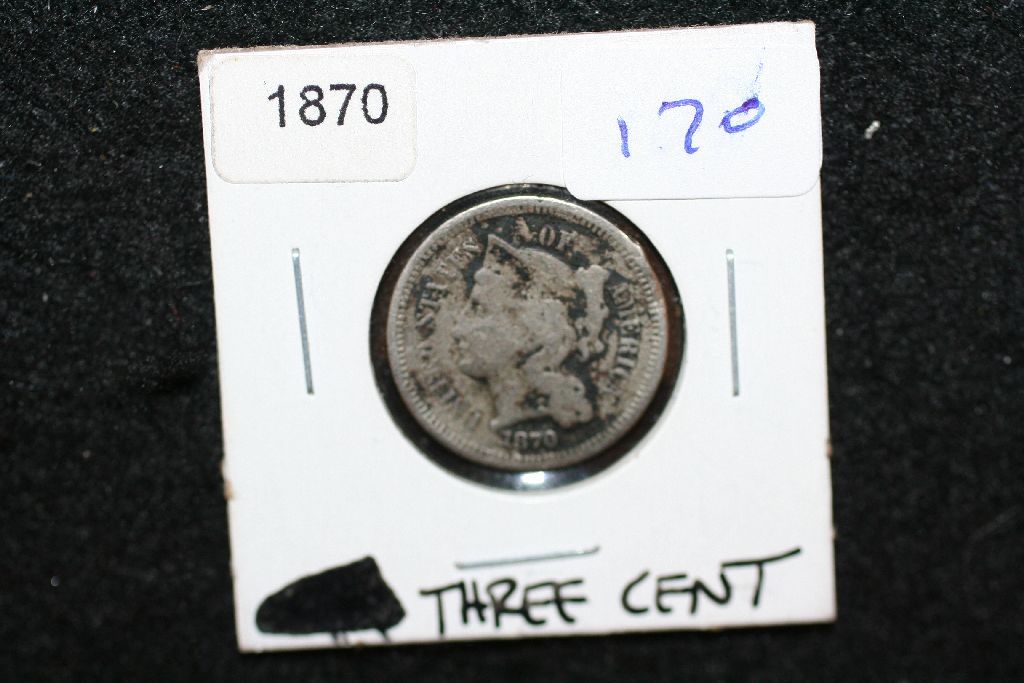 1870
170
UNITED STATES OF AMERICA
1870
THREE CENT